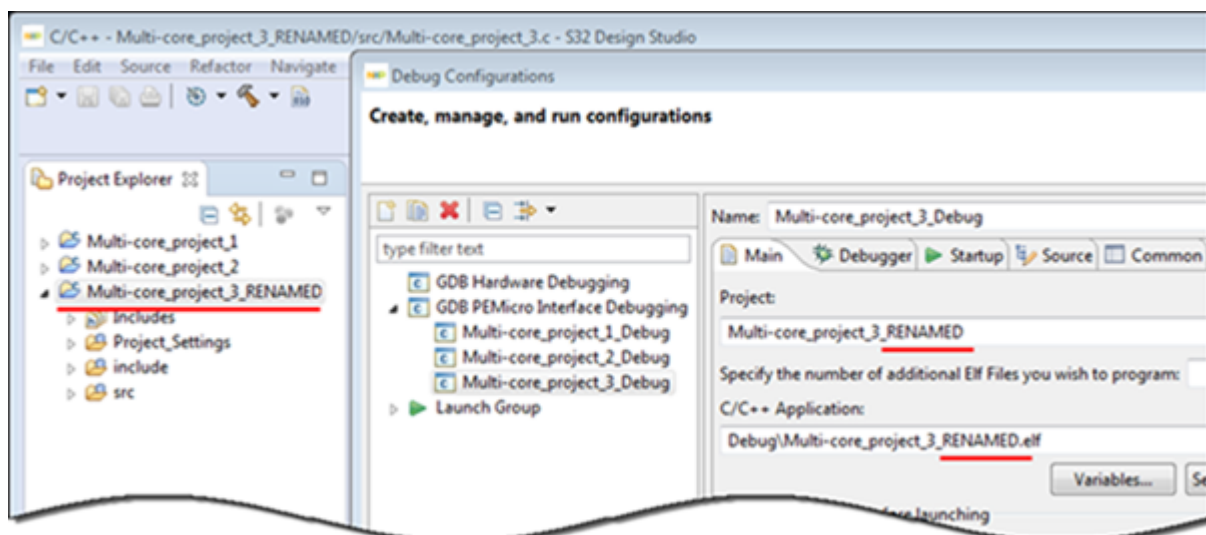 C/C++ - Multi-core_project_3_RENAMED/src/Multi-core_project_3.c - S32 Design Studio
File Edit Source Refactor Navigate
Project Explorer
Multi-core_project_1
Multi-core_project_2
Multi-core_project_3_RENAMED
Includes
Project_Settings
include
src
Debug Configurations
Create, manage, and run configurations
type filter text
GDB Hardware Debugging
GDB PEMicro Interface Debugging
Multi-core_project_1_Debug
Multi-core_project_2_Debug
Multi-core_project_3_Debug
Launch Group
Name: Multi-core_project_3_Debug
Main Debugger Startup Source Common
Project:
Multi-core_project_3_RENAMED
Specify the number of additional Elf Files you wish to program:
C/C++ Application:
Debug\Multi-core_project_3_RENAMED.elf
Variables... Se
launching